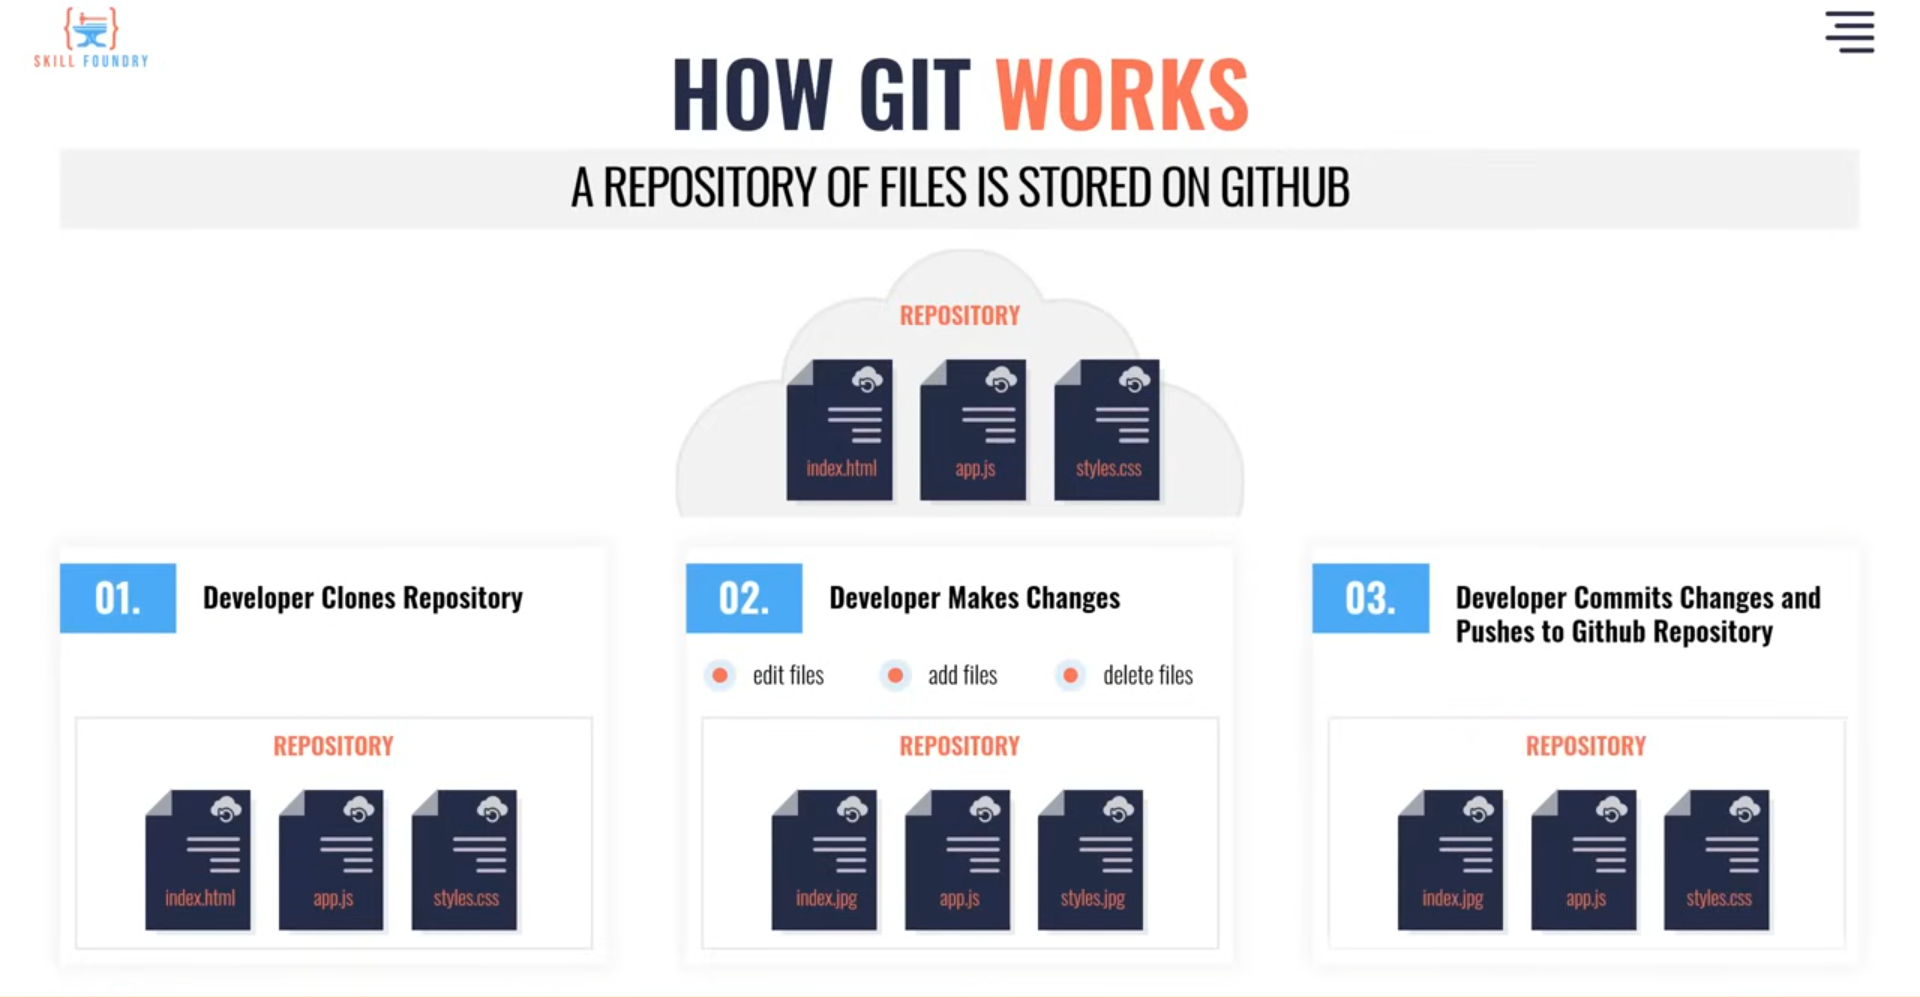 SKILL FOUNDRY
HOW GIT WORKS
A REPOSITORY OF FILES IS STORED ON GITHUB
REPOSITORY
index.html
app.js
styles.css
01.
Developer Clones Repository
REPOSITORY
index.html
app.js
styles.css
02.
Developer Makes Changes
edit files
add files
delete files
REPOSITORY
index.jpg
app.js
styles.jpg
03.
Developer Commits Changes and
Pushes to Github Repository
REPOSITORY
index.jpg
app.js
styles.css